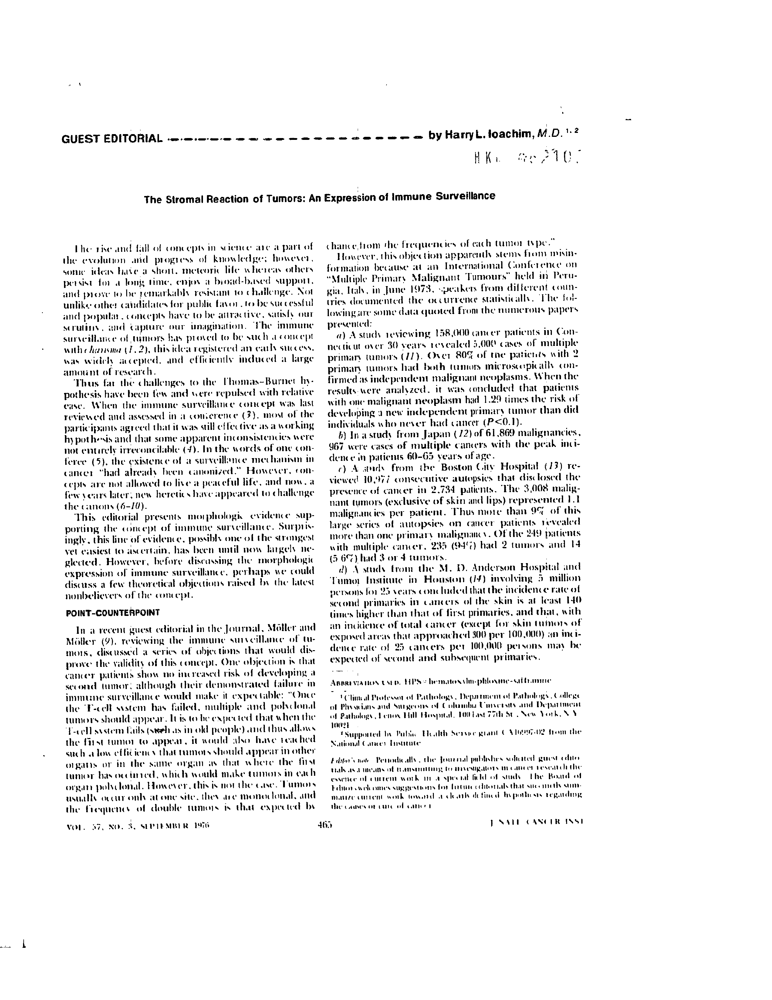 GUEST EDITORIAL by Harry L. Ioachim, M.D. 1, 2
The Stromal Reaction of Tumors: An Expression of Immune Surveillance
The rise and fall of concepts in science are a part of
the evolution and progress of knowledge; however,
some ideas have a short, meteoric life whereas others
persist for a long time, enjoy a broad-based support,
and prove to be remarkably resistant to challenge. Not
unlike other candidates for public favor, to be successful
and popular, concepts have to be attractive, satisfy our
scrutiny, and capture our imagination. The immune
surveillance of tumors has proved to be such a concept
with charisma (1, 2), this idea registered an early success,
was widely accepted, and efficiently induced a large
amount of research.
Thus far the challenges to the Thomas-Burnet hy-
pothesis have been few and were repulsed with relative
ease. When the immune surveillance concept was last
reviewed and assessed in a conference (3), most of the
participants agreed that it was still effective as a working
hypothesis and that some apparent inconsistencies were
not entirely irreconcilable (4). In the words of one con-
feree (5), the existence of a surveillance mechanism in
cancer "had already been canonized." However, con-
cepts are not allowed to live a peaceful life, and now, a
few years later, new heretics have appeared to challenge
the canons (6-10).
This editorial presents morphologic evidence sup-
porting the concept of immune surveillance. Surpris-
ingly, this line of evidence, possibly one of the strongest
yet easiest to ascertain, has been until now largely ne-
glected. However, before discussing the morphologic
expression of immune surveillance, perhaps we could
discuss a few theoretical objections raised by the latest
nonbelievers of the concept.
POINT-COUNTERPOINT
In a recent guest editorial in the Journal, Möller and
Möller (9), reviewing the immune surveillance of tu-
mors, discussed a series of objections that would dis-
prove the validity of this concept. One objection is that
cancer patients show no increased risk of developing a
second tumor; although their demonstrated failure in
immune surveillance would make it expectable: "Once
the T-cell system has failed, multiple and polyclonal
tumors should appear. It is to be expected that when the
T-cell system fails (such as in old people) and thus allows
the first tumor to appear, it would also have reached
such a low efficiency that tumors should appear in other
organs or in the same organ as that where the first
tumor has occurred, which would make tumors in each
organ polyclonal. However, this is not the case. Tumors
usually occur only at one site, they are monoclonal, and
the frequency of double tumors is that expected by
chance from the frequencies of each tumor type."
However, this objection apparently stems from misin-
formation because at an International Conference on
"Multiple Primary Malignant Tumours" held in Peru-
gia, Italy, in June 1973, speakers from different coun-
tries documented the occurrence statistically. The fol-
lowing are some data quoted from the numerous papers
presented:
a) A study reviewing 158,000 cancer patients in Con-
necticut over 30 years revealed 5,000 cases of multiple
primary tumors (11). Over 80% of the patients with 2
primary tumors had both tumors microscopically con-
firmed as independent malignant neoplasms. When the
results were analyzed, it was concluded that patients
with one malignant neoplasm had 1.29 times the risk of
developing a new independent primary tumor than did
individuals who never had cancer (P<0.1).
b) In a study from Japan (12) of 61,869 malignancies,
967 were cases of multiple cancers with the peak inci-
dence in patients 60-65 years of age.
c) A study from the Boston City Hospital (13) re-
viewed 10,977 consecutive autopsies that disclosed the
presence of cancer in 2,734 patients. The 3,008 malig-
nant tumors (exclusive of skin and lips) represented 1.1
malignancies per patient. Thus more than 9% of this
large series of autopsies on cancer patients revealed
more than one primary malignancy. Of the 249 patients
with multiple cancer, 235 (94%) had 2 tumors and 14
(5.6%) had 3 or 4 tumors.
d) A study from the M. D. Anderson Hospital and
Tumor Institute in Houston (14) involving 5 million
persons for 25 years concluded that the incidence rate of
second primaries in cancers of the skin is at least 140
times higher than that of first primaries, and that, with
an incidence of total cancer (except for skin tumors of
exposed areas that approached 300 per 100,000) an inci-
dence rate of 25 cancers per 100,000 persons may be
expected of second and subsequent primaries.
ABBREVIATION USED: HPS = hematoxylin-phloxine-saffranine
1 Clinical Professor of Pathology, Department of Pathology, College
of Physicians and Surgeons of Columbia University and Department
of Pathology, Lenox Hill Hospital, 100 East 77th St., New York, N.Y.
10021
2 Supported by Public Health Service grant from the
National Cancer Institute
Editor's note: Periodically, the Journal publishes solicited guest edito-
rials as a means of transmitting to investigators in cancer research the
essence of current work in a special field of study. The Board of
Editors welcomes suggestions for future editorials that succinctly sum-
marize current work toward a clearly defined hypothesis regarding
the causes or cure of cancer.
VOL. 57, NO. 3, SEPTEMBER 1976 465 J NATL CANCER INST